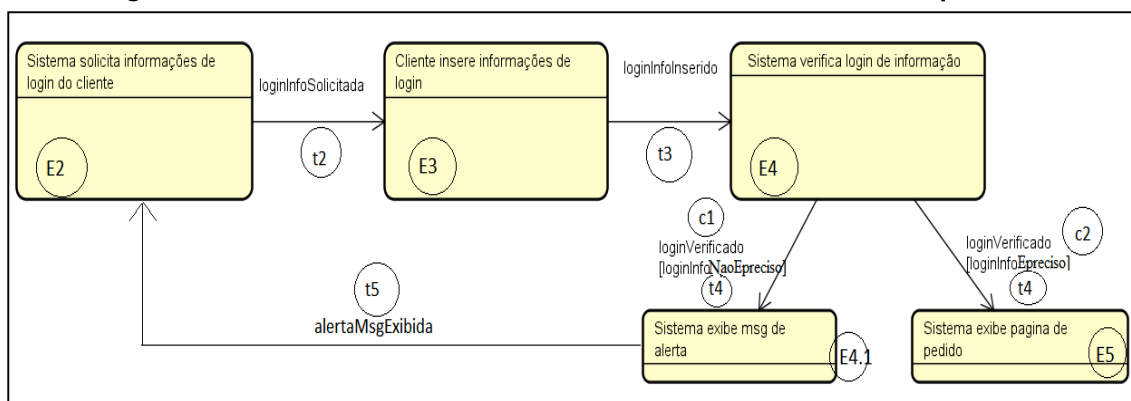 Sistema solicita informações de
login do cliente
E2
loginInfoSolicitada
t2
Cliente insere informações de
login
E3
loginInfoInserido
t3
Sistema verifica login de informação
E4
c1
loginVerificado
[loginInfoNaoEpreciso]
t4
c2
loginVerificado
[loginInfoEpreciso]
t4
t5
alertaMsgExibida
Sistema exibe msg de
alerta
E4.1
Sistema exibe pagina de
pedido
E5